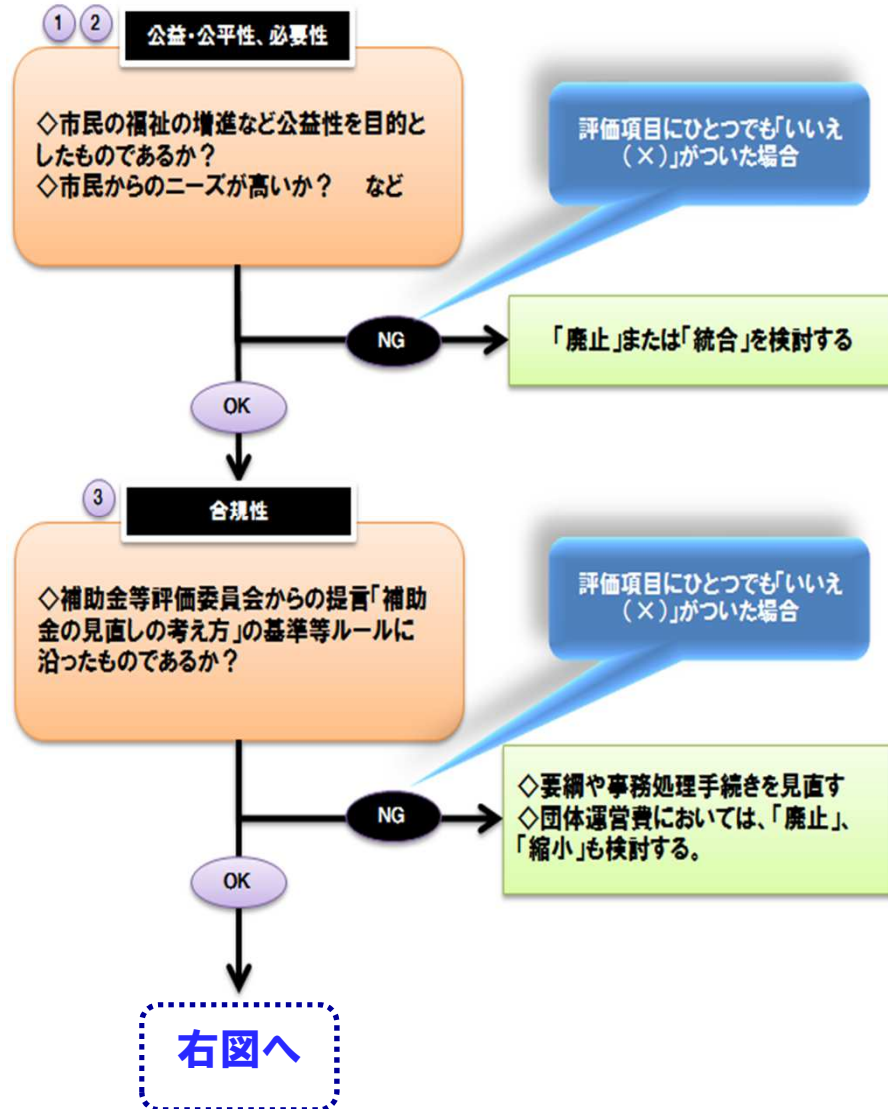 ① ②
公益・公平性、必要性
◇市民の福祉の増進など公益性を目的と
したものであるか？
◇市民からのニーズが高いか？　など
評価項目にひとつでも「いいえ
（×）」がついた場合
NG
「廃止」または「統合」を検討する
OK
③
合規性
◇補助金等評価委員会からの提言「補助
金の見直しの考え方」の基準等ルールに
沿ったものであるか？
評価項目にひとつでも「いいえ
（×）」がついた場合
NG
◇要綱や事務処理手続きを見直す
◇団体運営費においては、「廃止」、
「縮小」も検討する。
OK
右図へ